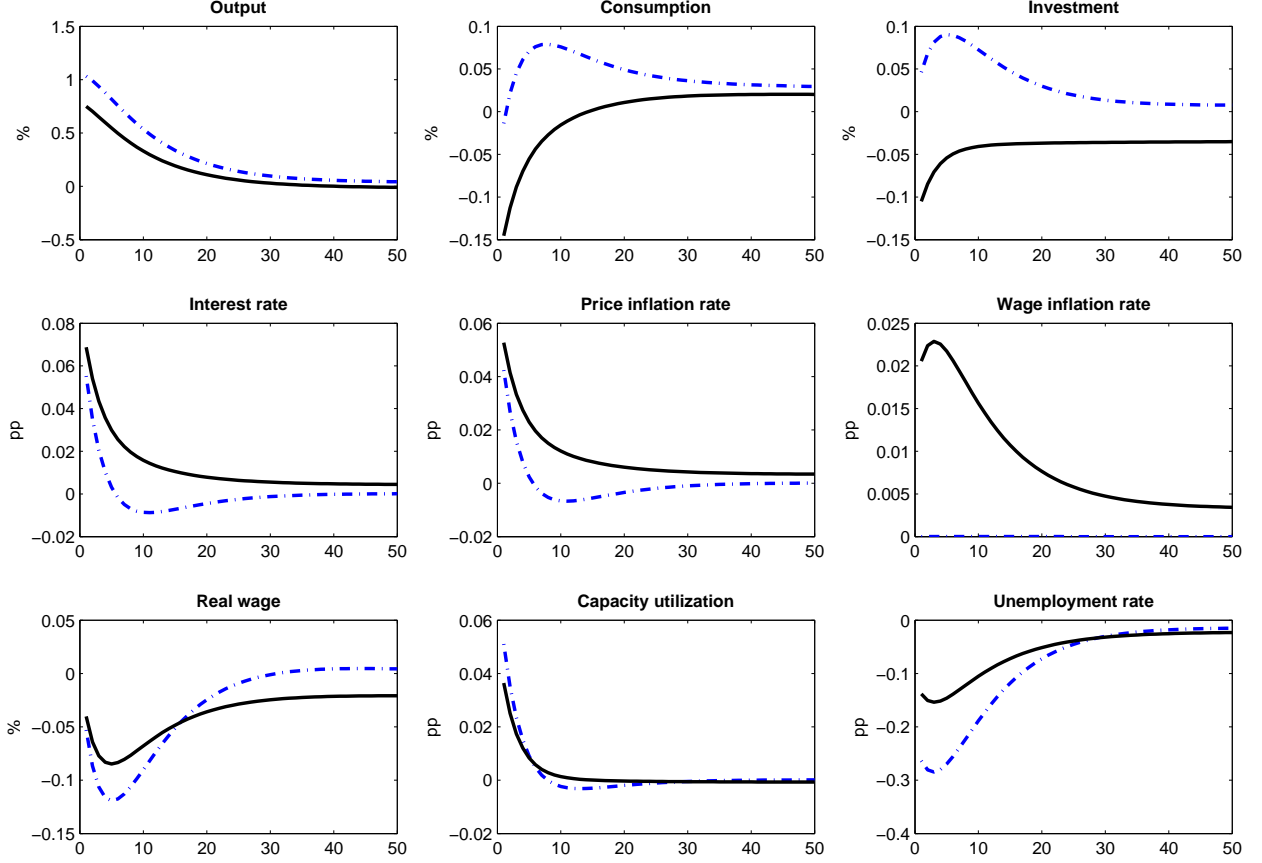 Output
1.5
1
0.5
0
−0.5
%
10 20 30 40 50
Consumption
0.1
0.05
0
−0.05
−0.1
−0.15
%
0 10 20 30 40 50
Investment
0.1
0.05
0
−0.05
−0.1
−0.15
%
0 10 20 30 40 50
Interest rate
0.08
0.06
0.04
0.02
0
−0.02
pp
0 10 20 30 40 50
Price inflation rate
0.06
0.04
0.02
0
−0.02
pp
0 10 20 30 40 50
Wage inflation rate
0.025
0.02
0.015
0.01
0.005
0
pp
0 10 20 30 40 50
Real wage
0.05
0
−0.05
−0.1
−0.15
%
0 10 20 30 40 50
Capacity utilization
0.06
0.04
0.02
0
−0.02
pp
0 10 20 30 40 50
Unemployment rate
0
−0.1
−0.2
−0.3
−0.4
pp
0 10 20 30 40 50